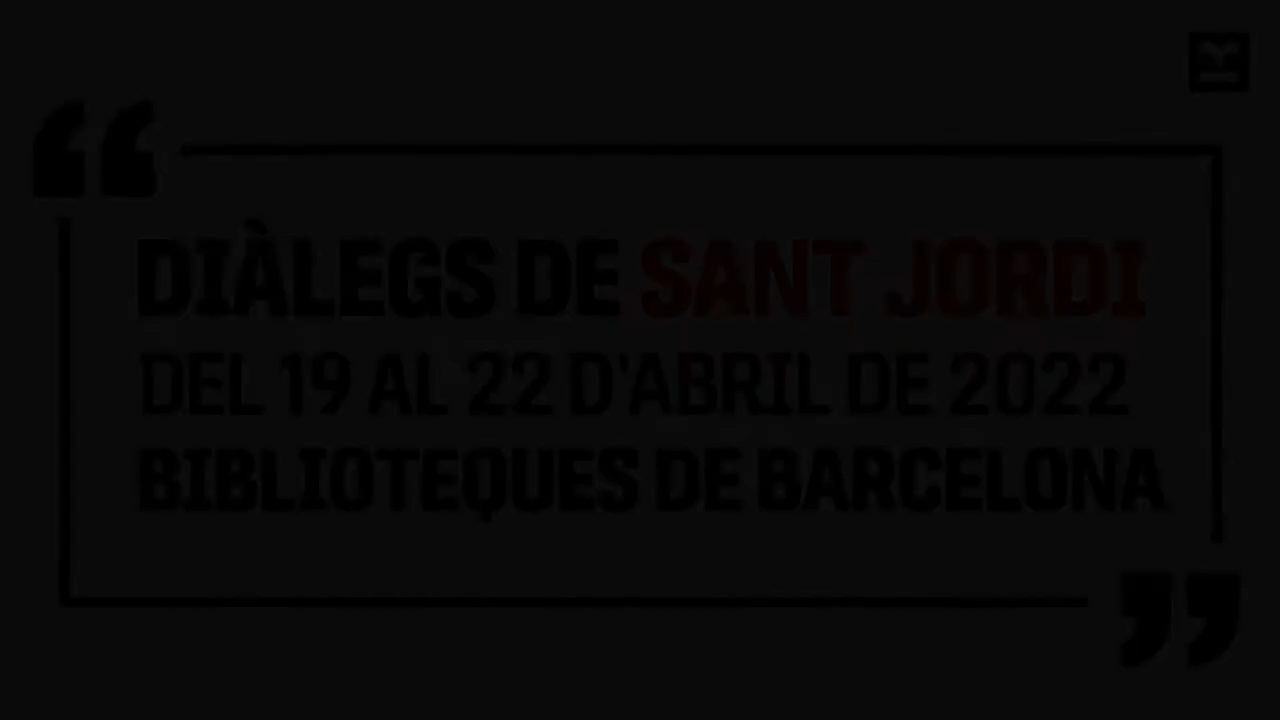 DIÀLEGS DE SANT JORDI
DEL 19 AL 22 D'ABRIL DE 2022
BIBLIOTEQUES DE BARCELONA